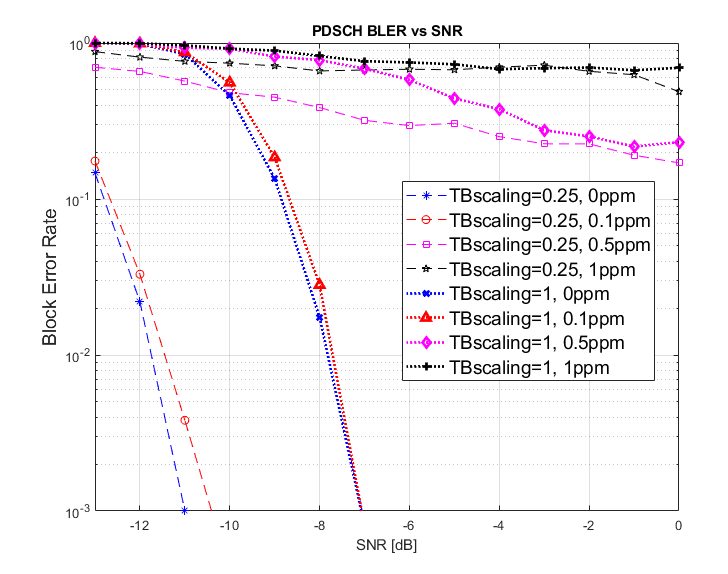 PDSCH BLER vs SNR
10^0
10^-1
10^-2
10^-3
Block Error Rate
TBscaling=0.25, 0ppm
TBscaling=0.25, 0.1ppm
TBscaling=0.25, 0.5ppm
TBscaling=0.25, 1ppm
TBscaling=1, 0ppm
TBscaling=1, 0.1ppm
TBscaling=1, 0.5ppm
TBscaling=1, 1ppm
-12 -10 -8 -6 -4 -2 0
SNR [dB]